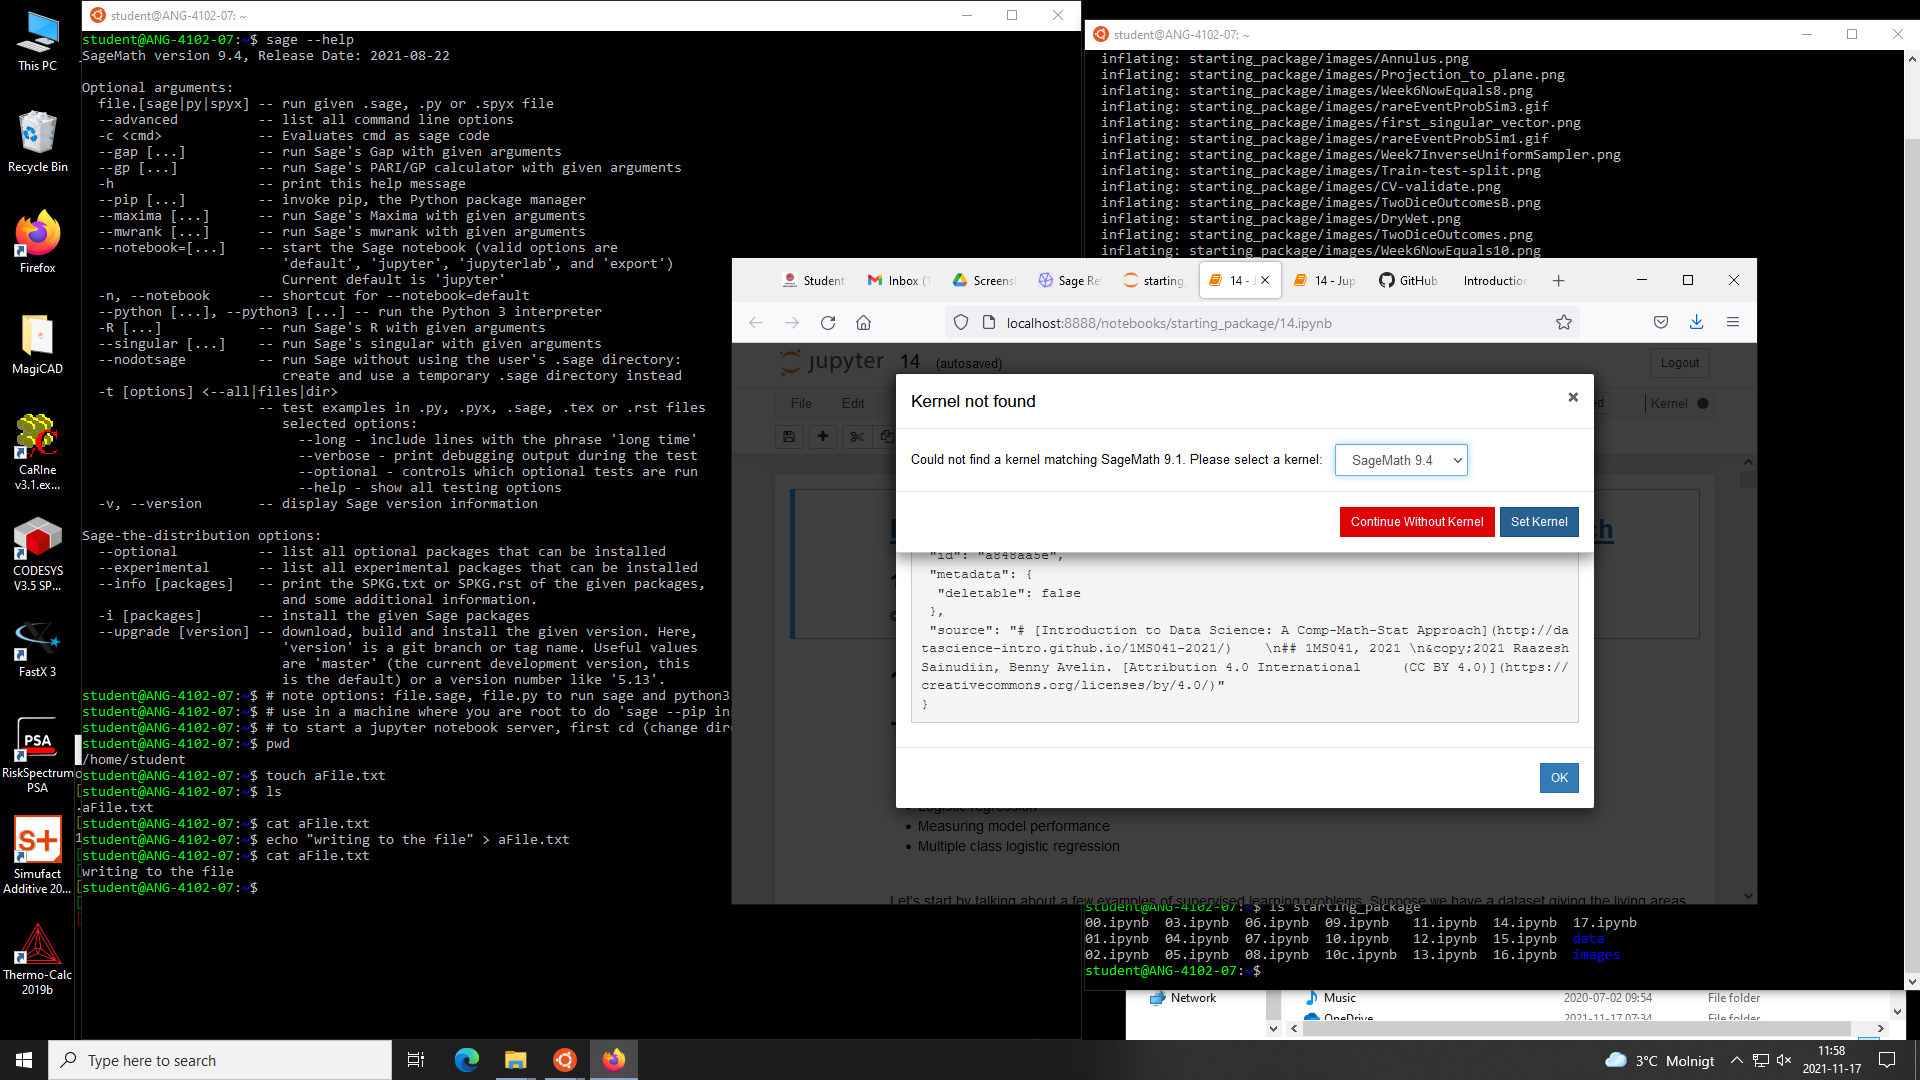 This PC
Recycle Bin
Firefox
MagiCAD
CaRIne
v3.1.ex...
CODESYS
V3.5 SP...
FastX 3
RiskSpectrum
PSA
Simufact
Additive 20...
Thermo-Calc
2019b
student@ANG-4102-07: ~
student@ANG-4102-07:~$ sage --help
SageMath version 9.4, Release Date: 2021-08-22
Optional arguments:
file.[sage|py|spyx] -- run given .sage, .py or .spyx file
--advanced -- list all command line options
-c <cmd> -- Evaluates cmd as sage code
--gap [...] -- run Sage's Gap with given arguments
--gp [...] -- run Sage's PARI/GP calculator with given arguments
-h -- print this help message
--pip [...] -- invoke pip, the Python package manager
--maxima [...] -- run Sage's Maxima with given arguments
--mwrank [...] -- run Sage's mwrank with given arguments
--notebook=[...] -- start the Sage notebook (valid options are
'default', 'jupyter', 'jupyterlab', and 'export')
Current default is 'jupyter'
-n, --notebook -- shortcut for --notebook=default
--python [...], --python3 [...] -- run the Python 3 interpreter
-R [...] -- run Sage's R with given arguments
--singular [...] -- run Sage's singular with given arguments
--nodotsage -- run Sage without using the user's .sage directory:
create and use a temporary .sage directory instead
-t [options] <--all|files|dir>
-- test examples in .py, .pyx, .sage, .tex or .rst files
selected options:
--long - include lines with the phrase 'long time'
--verbose - print debugging output during the test
--optional - controls which optional tests are run
--help - show all testing options
-v, --version -- display Sage version information
Sage-the-distribution options:
--optional -- list all optional packages that can be installed
--experimental -- list all experimental packages that can be installed
--info [packages] -- print the SPKG.txt or SPKG.rst of the given packages,
and some additional information.
-i [packages] -- install the given Sage packages
--upgrade [version] -- download, build and install the given version. Here,
'version' is a git branch or tag name. Useful values
are 'master' (the current development version, this
is the default) or a version number like '5.13'.
student@ANG-4102-07:~$ # note options: file.sage, file.py to run sage and python3
student@ANG-4102-07:~$ # use in a machine where you are root to do 'sage --pip ins
student@ANG-4102-07:~$ # to start a jupyter notebook server, first cd (change dire
student@ANG-4102-07:~$ pwd
/home/student
student@ANG-4102-07:~$ touch aFile.txt
student@ANG-4102-07:~$ ls
aFile.txt
student@ANG-4102-07:~$ cat aFile.txt
student@ANG-4102-07:~$ echo "writing to the file" > aFile.txt
student@ANG-4102-07:~$ cat aFile.txt
writing to the file
student@ANG-4102-07:~$
student@ANG-4102-07: ~
inflating: starting_package/images/Annulus.png
inflating: starting_package/images/Projection_to_plane.png
inflating: starting_package/images/Week6NowEquals8.png
inflating: starting_package/images/rareEventProbSim3.gif
inflating: starting_package/images/first_singular_vector.png
inflating: starting_package/images/rareEventProbSim1.gif
inflating: starting_package/images/Week7InverseUniformSampler.png
inflating: starting_package/images/Train-test-split.png
inflating: starting_package/images/CV-validate.png
inflating: starting_package/images/TwoDiceOutcomesB.png
inflating: starting_package/images/DryWet.png
inflating: starting_package/images/TwoDiceOutcomes.png
inflating: starting_package/images/Week6NowEquals10.png
Student Inbox (1 Screensh Sage Re starting_ 14 - J 14 - Jup GitHub Introduction
localhost:8888/notebooks/starting_package/14.ipynb
jupyter 14 (autosaved) Logout
File Edit Kernel
Kernel not found
Could not find a kernel matching SageMath 9.1. Please select a kernel: SageMath 9.4
Continue Without Kernel Set Kernel
"id": "a848aa5e",
"metadata": {
"deletable": false
},
"source": "# [Introduction to Data Science: A Comp-Math-Stat Approach](http://da
tascience-intro.github.io/1MS041-2021/) \n## 1MS041, 2021 \n&copy;2021 Raazesh
Sainudiin, Benny Avelin. [Attribution 4.0 International (CC BY 4.0)](https://
creativecommons.org/licenses/by/4.0/)"
}
OK
Logistic regression
Measuring model performance
Multiple class logistic regression
Let's start by talking about a few examples of supervised learning problems. Suppose we have a dataset giving the living areas
student@ANG-4102-07:~$ ls starting_package
00.ipynb 03.ipynb 06.ipynb 09.ipynb 11.ipynb 14.ipynb 17.ipynb
01.ipynb 04.ipynb 07.ipynb 10.ipynb 12.ipynb 15.ipynb data
02.ipynb 05.ipynb 08.ipynb 10c.ipynb 13.ipynb 16.ipynb images
student@ANG-4102-07:~$
Network Music 2020-07-02 09:54 File folder
OneDrive 2021-11-17 07:34 File folder
Type here to search
3°C Molnigt
11:58
2021-11-17